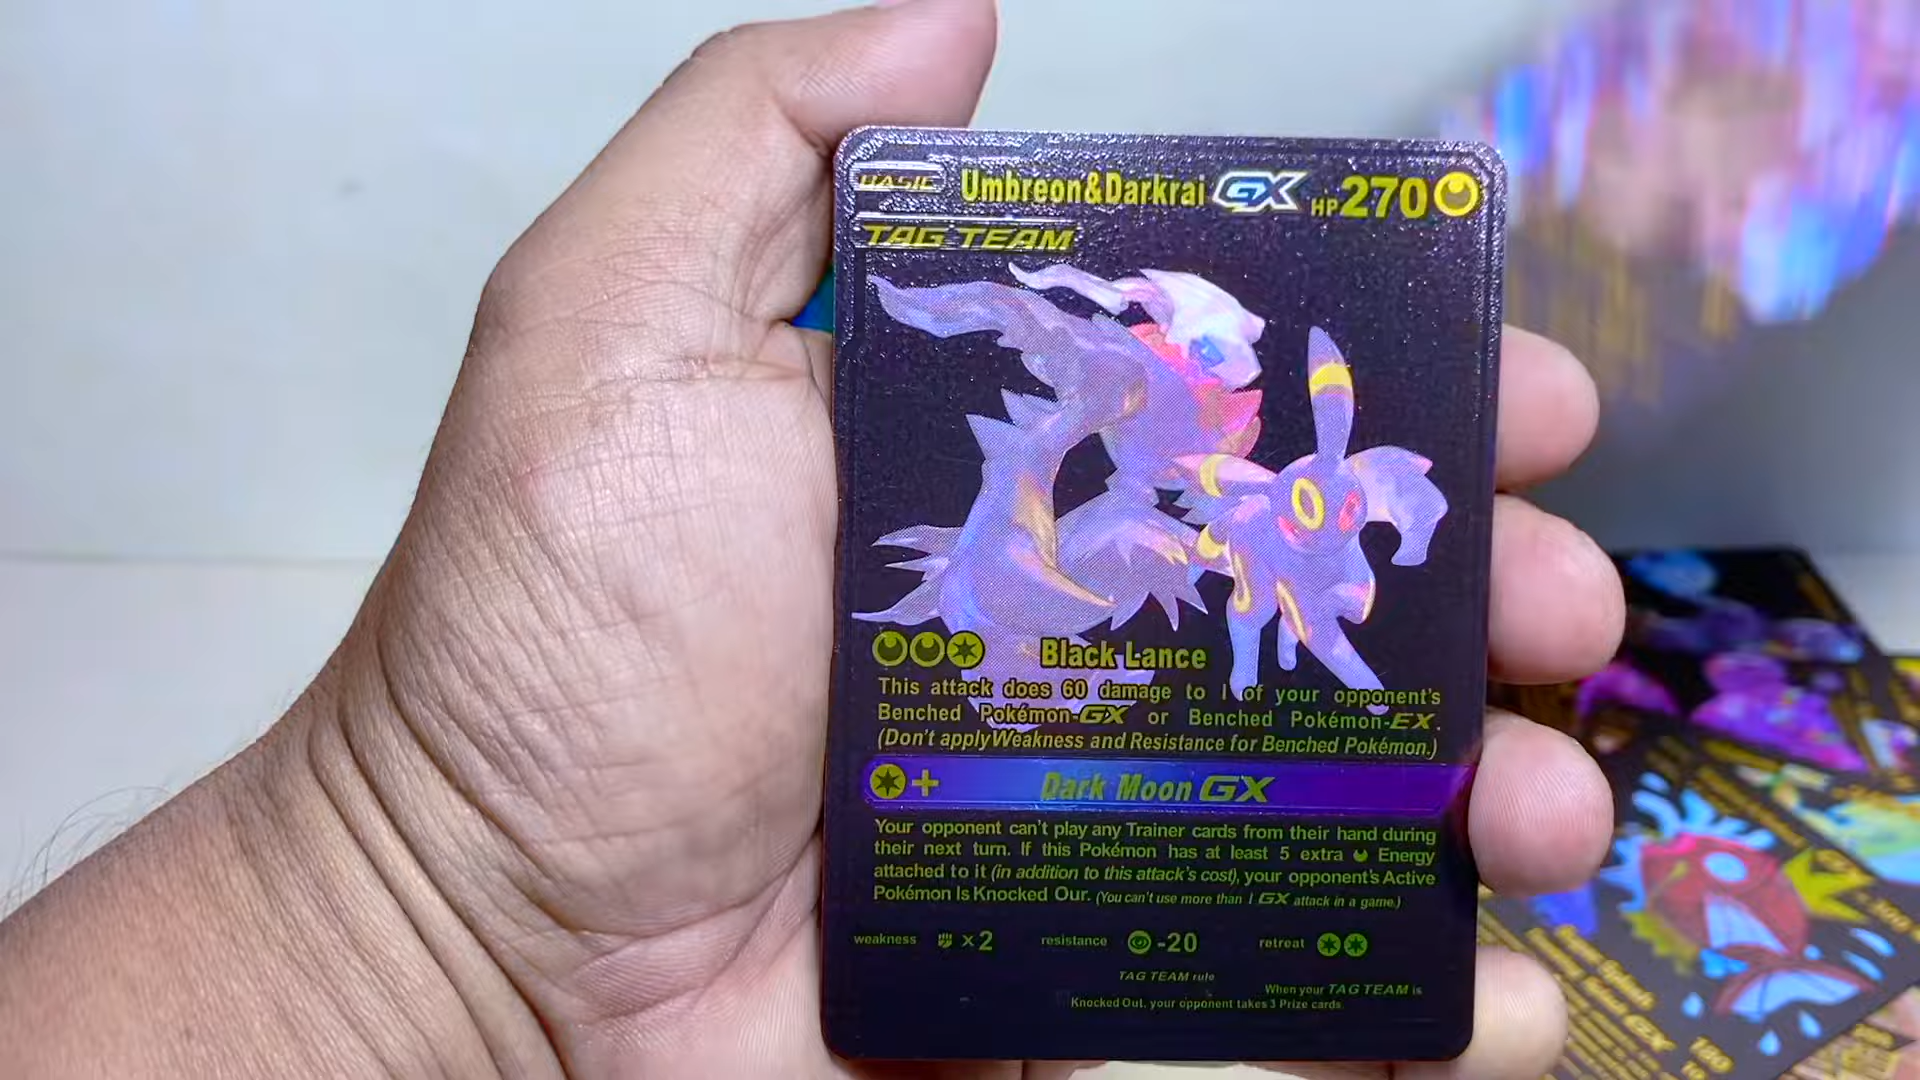 BASIC Umbreon&Darkrai GX HP270
TAG TEAM
Black Lance
This attack does 60 damage to 1 of your opponent's
Benched Pokémon-GX or Benched Pokémon-EX.
(Don't apply Weakness and Resistance for Benched Pokémon.)
+ Dark Moon GX
Your opponent can't play any Trainer cards from their hand during
their next turn. If this Pokémon has at least 5 extra Energy
attached to it (in addition to this attack's cost), your opponent's Active
Pokémon Is Knocked Our. (You can't use more than 1 GX attack in a game.)
weakness x2 resistance -20 retreat
TAG TEAM rule
When your TAG TEAM is
Knocked Out, your opponent takes 3 Prize cards.